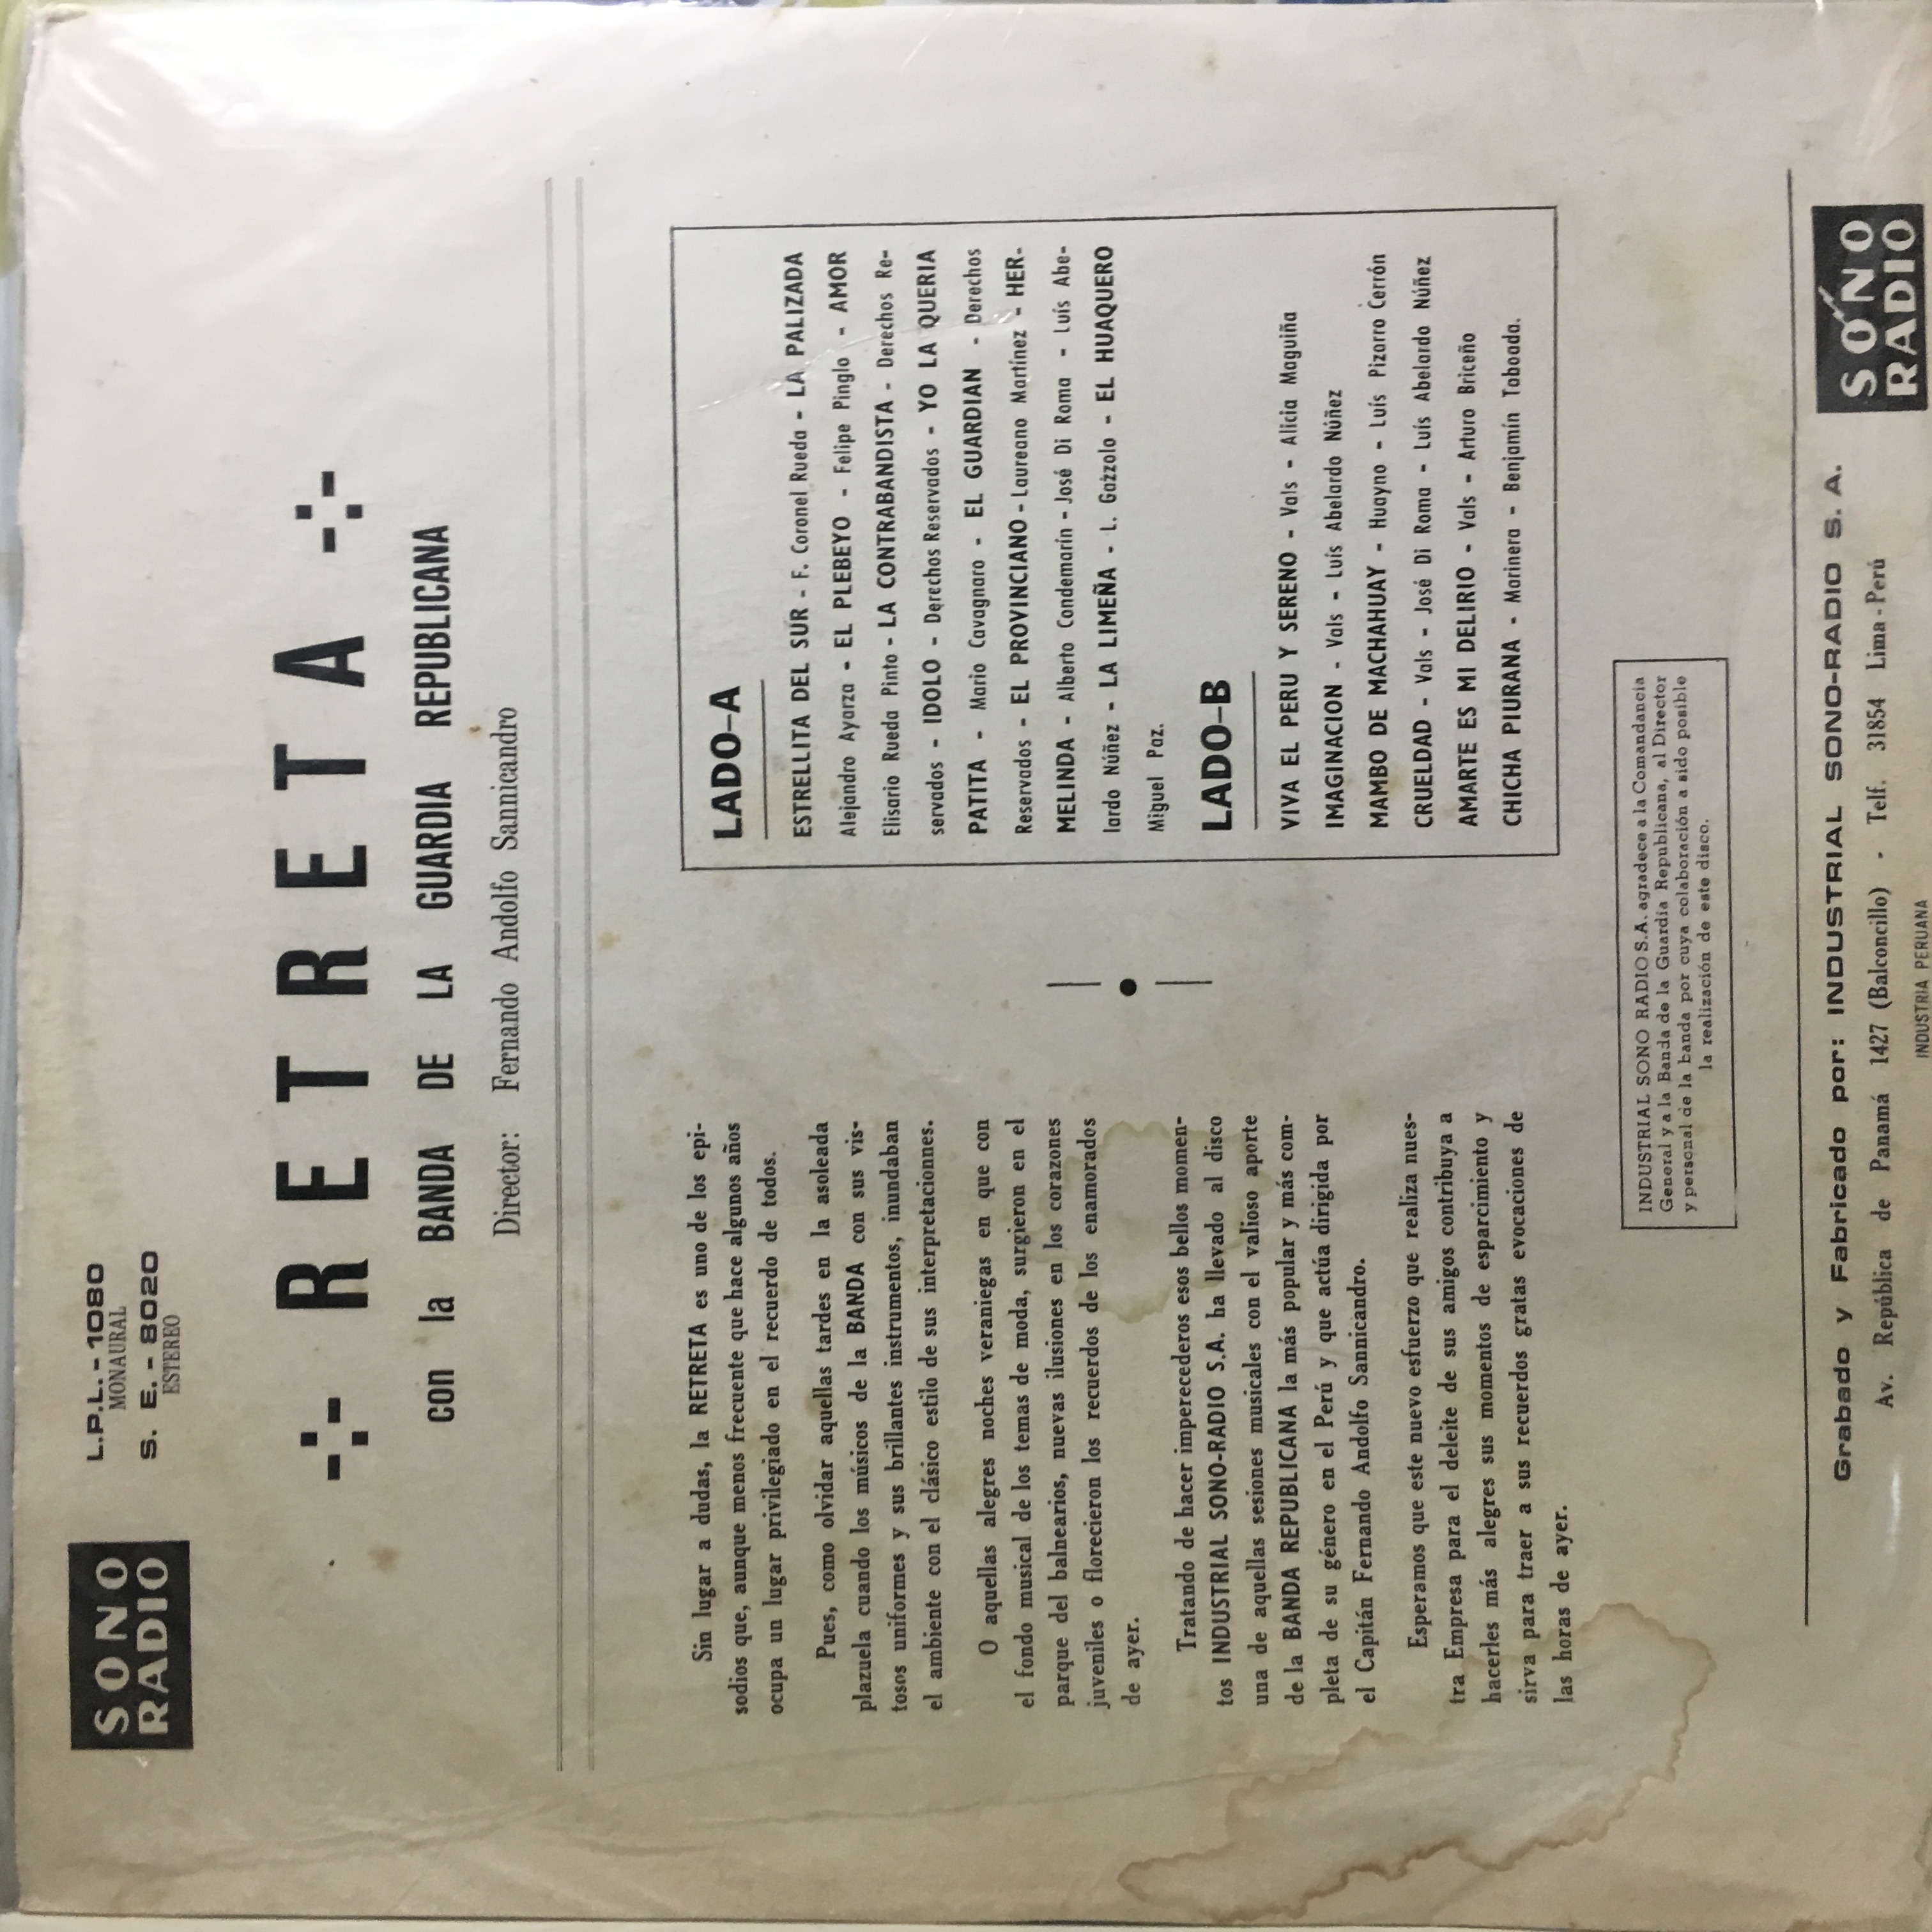 SONO
RADIO
L.P.L. - 1080
MONAURAL
S. E. - 8020
ESTEREO
RETRETA
con la BANDA DE LA GUARDIA REPUBLICANA
Director: Fernando Andolfo Sannicandro
Sin lugar a dudas, la RETRETA es uno de los epi-
sodios que, aunque menos frecuente que hace algunos años
ocupa un lugar privilegiado en el recuerdo de todos.
Pues, como olvidar aquellas tardes en la asoleada
plazuela cuando los músicos de la BANDA con sus vis-
tosos uniformes y sus brillantes instrumentos, inundaban
el ambiente con el clásico estilo de sus interpretacionnes.
O aquellas alegres noches veraniegas en que con
el fondo musical de los temas de moda, surgieron en el
parque del balnearios, nuevas ilusiones en los corazones
juveniles o florecieron los recuerdos de los enamorados
de ayer.
Tratando de hacer imperecederos esos bellos momen-
tos INDUSTRIAL SONO-RADIO S.A. ha llevado al disco
una de aquellas sesiones musicales con el valioso aporte
de la BANDA REPUBLICANA la más popular y más com-
pleta de su género en el Perú y que actúa dirigida por
el Capitán Fernando Andolfo Sannicandro.
Esperamos que este nuevo esfuerzo que realiza nues-
tra Empresa para el deleite de sus amigos contribuya a
hacerles más alegres sus momentos de esparcimiento y
sirva para traer a sus recuerdos gratas evocaciones de
las horas de ayer.
LADO-A
ESTRELLITA DEL SUR - F. Coronel Rueda - LA PALIZADA
Alejandro Ayarza - EL PLEBEYO - Felipe Pinglo - AMOR
Elisario Rueda Pinto - LA CONTRABANDISTA - Derechos Re-
servados - IDOLO - Derechos Reservados - YO LA QUERIA
PATITA - Mario Cavagnaro - EL GUARDIAN - Derechos
Reservados - EL PROVINCIANO - Laureano Martínez - HER-
MELINDA - Alberto Condemarín - José Di Roma - Luís Abe-
lardo Núñez - LA LIMEÑA - L. Gazzolo - EL HUAQUERO
Miguel Paz.
LADO-B
VIVA EL PERU Y SERENO - Vals - Alicia Maguiña
IMAGINACION - Vals - Luís Abelardo Núñez
MAMBO DE MACHAHUAY - Huayno - Luís Pizarro Cerrón
CRUELDAD - Vals - José Di Roma - Luís Abelardo Núñez
AMARTE ES MI DELIRIO - Vals - Arturo Briceño
CHICHA PIURANA - Marinera - Benjamín Taboada.
INDUSTRIAL SONO RADIO S.A. agradece a la Comandancia
General y a la Banda de la Guardia Republicana, al Director
y personal de la banda por cuya colaboración a sido posible
la realización de este disco.
Grabado y Fabricado por: INDUSTRIAL SONO-RADIO S. A.
Av. República de Panamá 1427 (Balconcillo) - Telf. 31854 Lima - Perú
INDUSTRIA PERUANA
SONO
RADIO